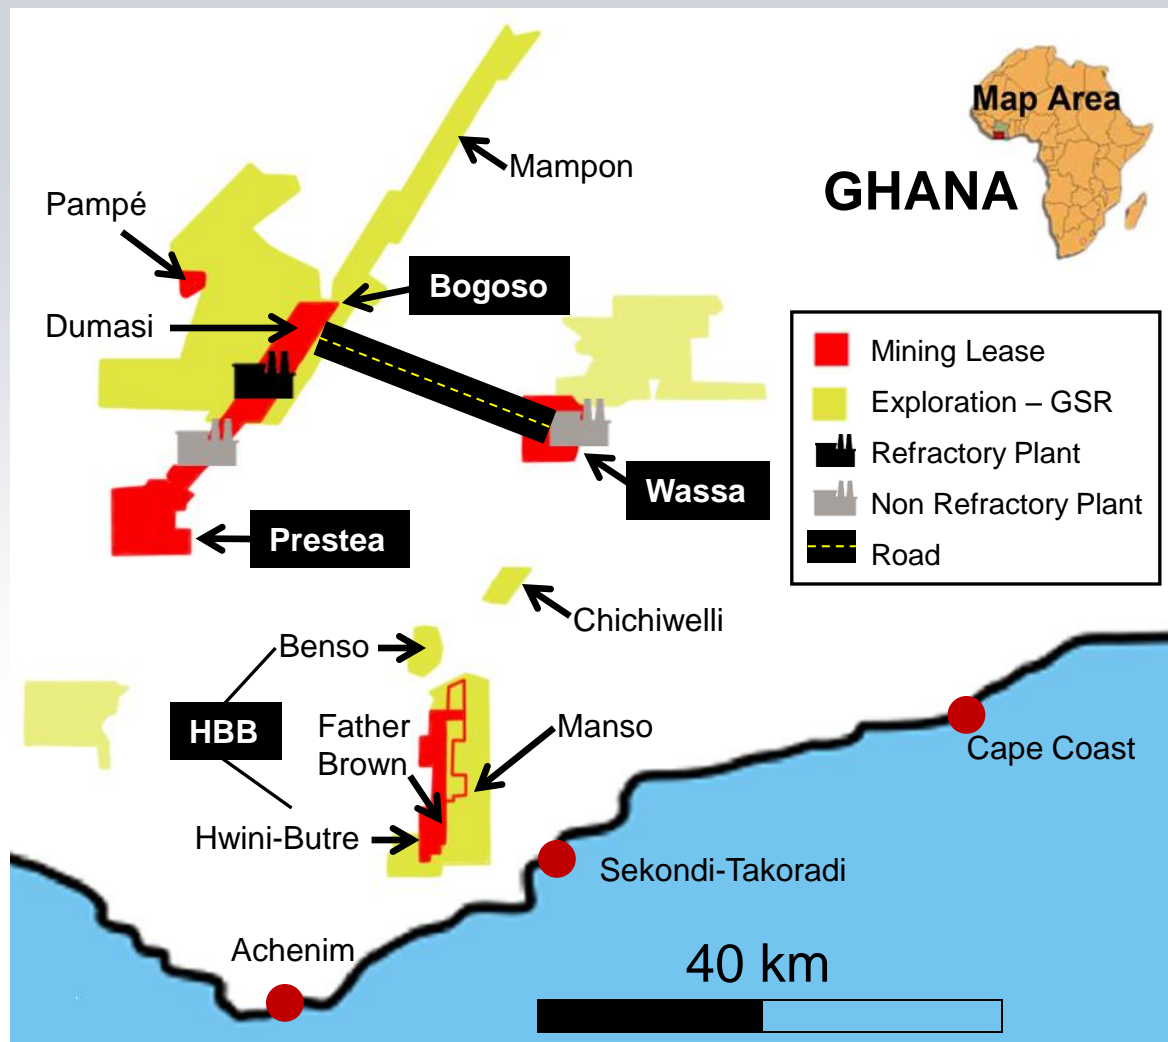 Map Area
GHANA
Mampon
Pampé
Bogoso
Dumasi
Mining Lease
Exploration – GSR
Refractory Plant
Non Refractory Plant
Road
Wassa
Prestea
Chichiwelli
Benso
HBB
Father
Brown
Manso
Cape Coast
Hwini-Butre
Sekondi-Takoradi
Achenim
40 km